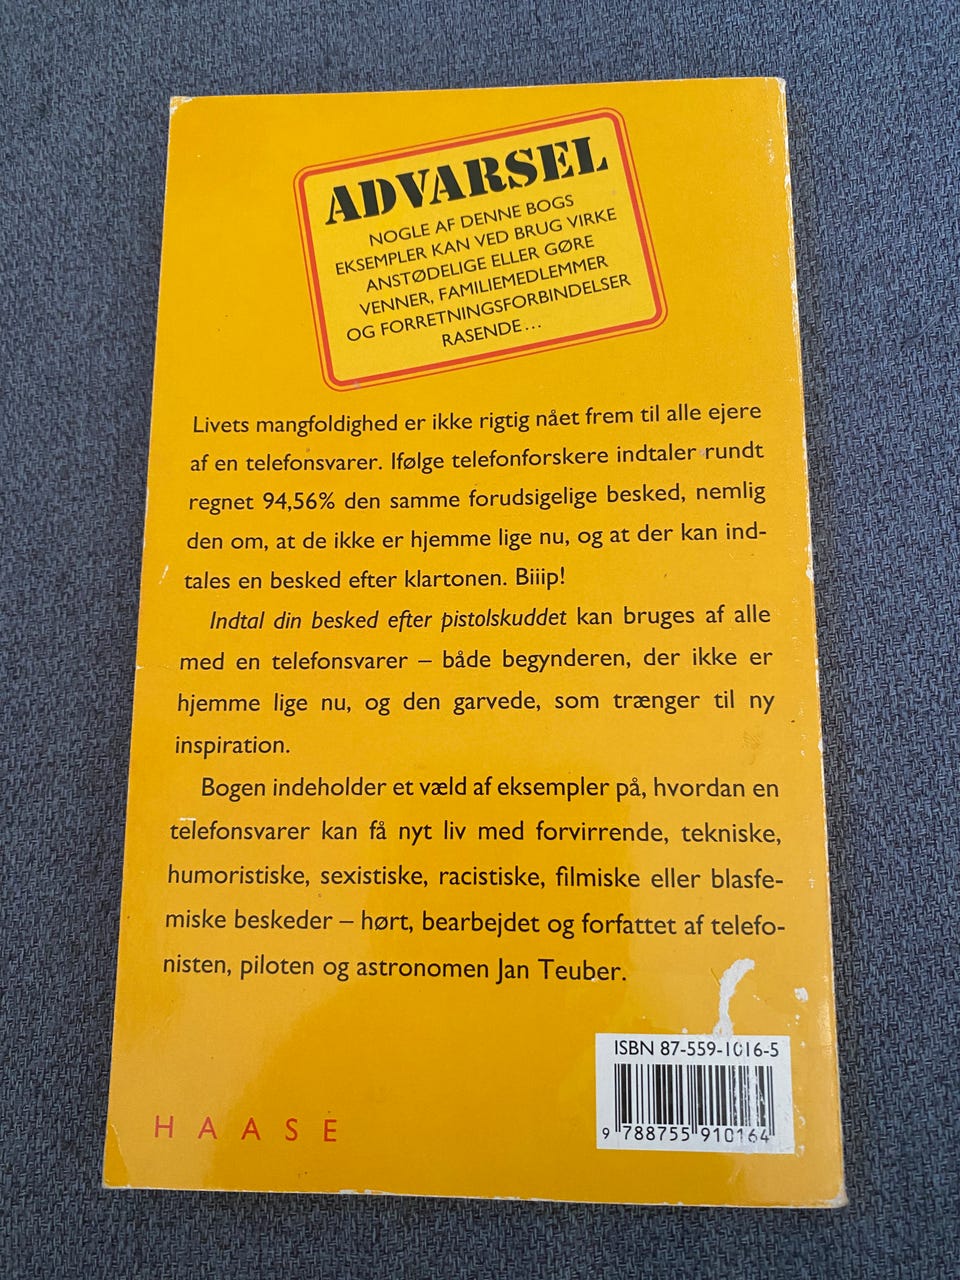 ADVARSEL
NOGLE AF DENNE BOGS
EKSEMPLER KAN VED BRUG VIRKE
ANSTØDELIGE ELLER GØRE
VENNER, FAMILIEMEDLEMMER
OG FORRETNINGSFORBINDELSER
RASENDE...
Livets mangfoldighed er ikke rigtig nået frem til alle ejere
af en telefonsvarer. Ifølge telefonforskere indtaler rundt
regnet 94,56% den samme forudsigelige besked, nemlig
den om, at de ikke er hjemme lige nu, og at der kan ind-
tales en besked efter klartonen. Biiip!
Indtal din besked efter pistolskuddet kan bruges af alle
med en telefonsvarer – både begynderen, der ikke er
hjemme lige nu, og den garvede, som trænger til ny
inspiration.
Bogen indeholder et væld af eksempler på, hvordan en
telefonsvarer kan få nyt liv med forvirrende, tekniske,
humoristiske, sexistiske, racistiske, filmiske eller blasfe-
miske beskeder – hørt, bearbejdet og forfattet af telefo-
nisten, piloten og astronomen Jan Teuber.
ISBN 87-559-1016-5
9 788755 910164
HAASE